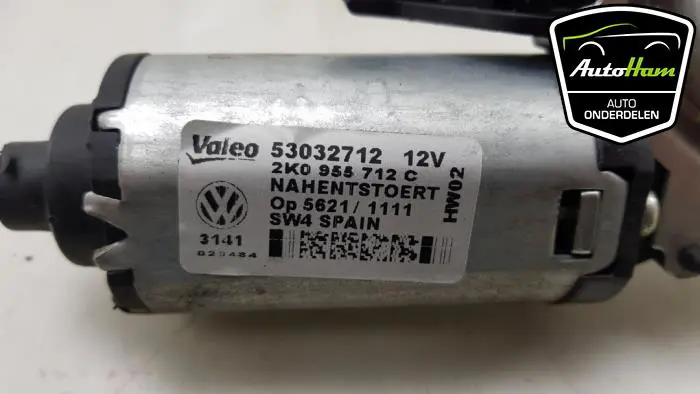 AutoHam
AUTO
ONDERDELEN
Valeo 53032712 12V
2K0 955 712 C
NAHENTSTOERT
Op 5621/ 1111
SW4 SPAIN
HW02
3141